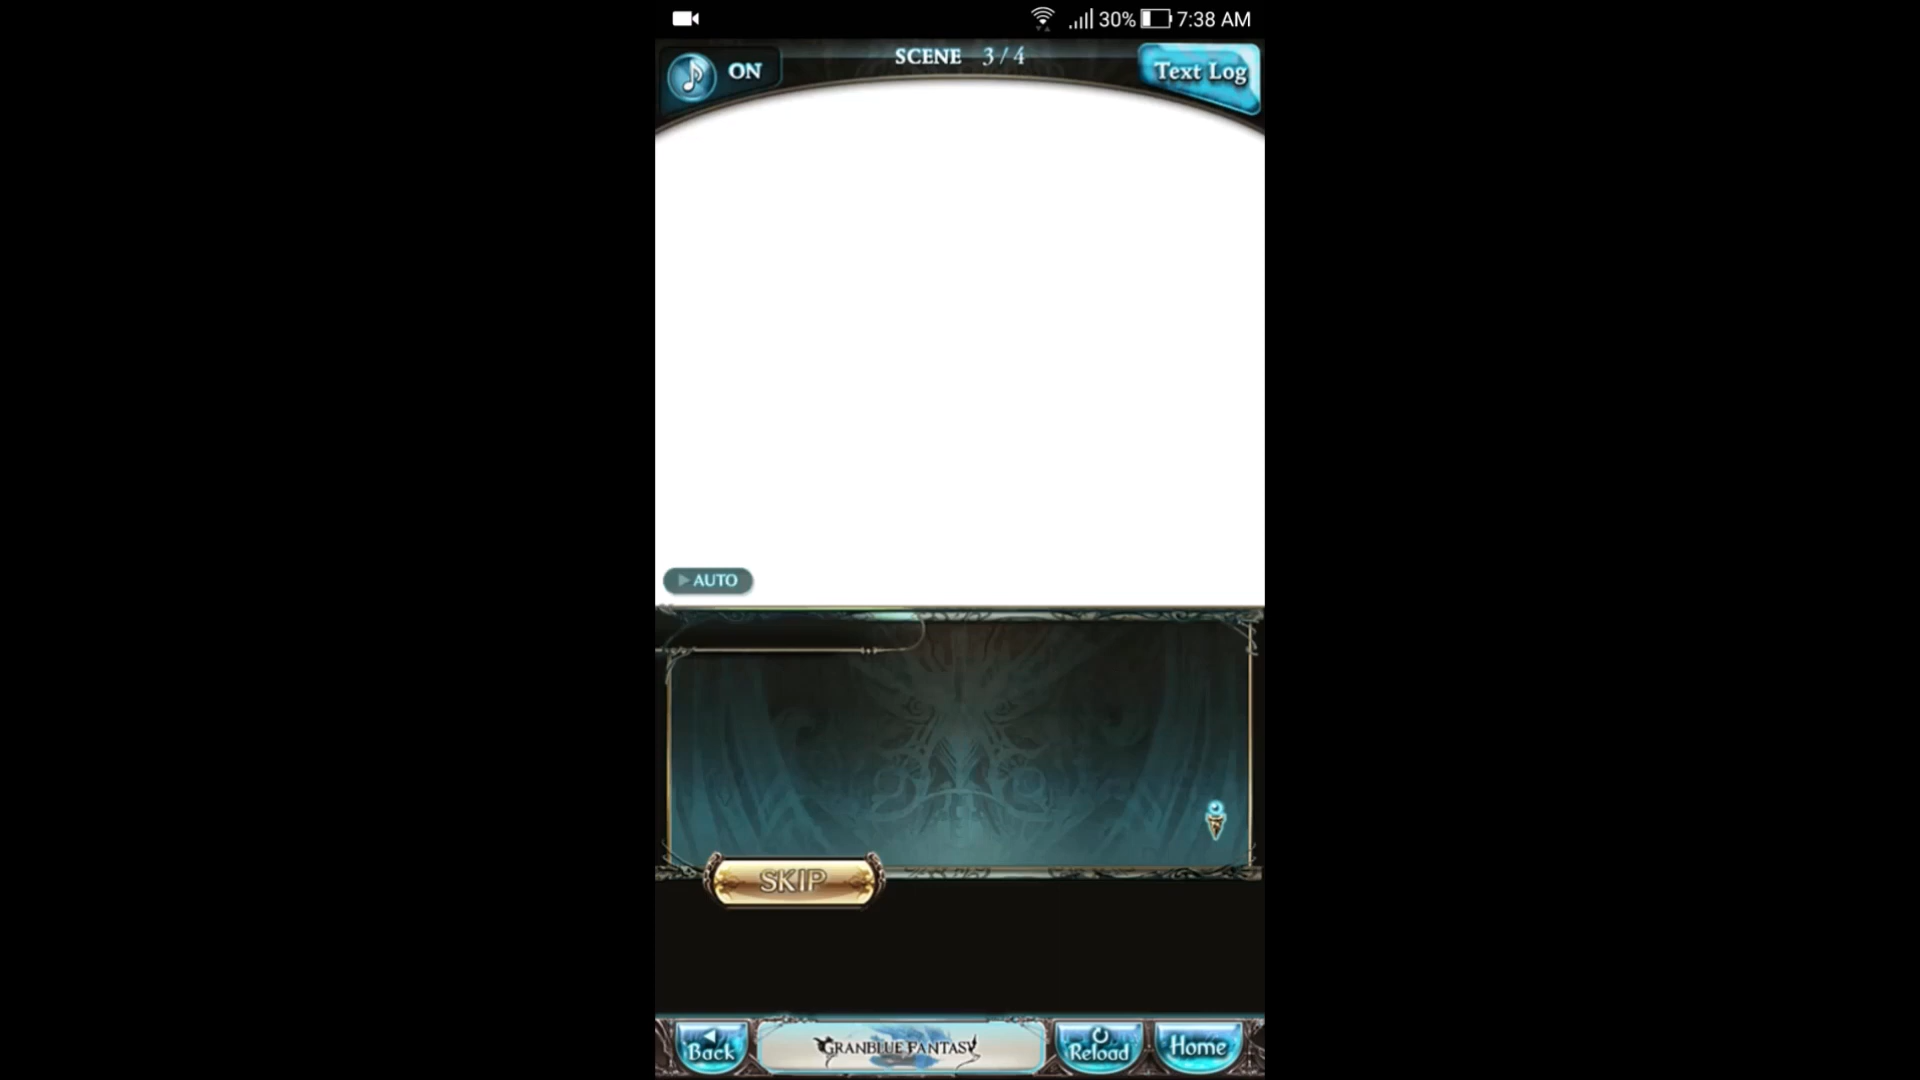 30% 7:38 AM
ON
SCENE 3/4
Text Log
AUTO
SKIP
Back
GRANBLUE FANTASY
Reload
Home